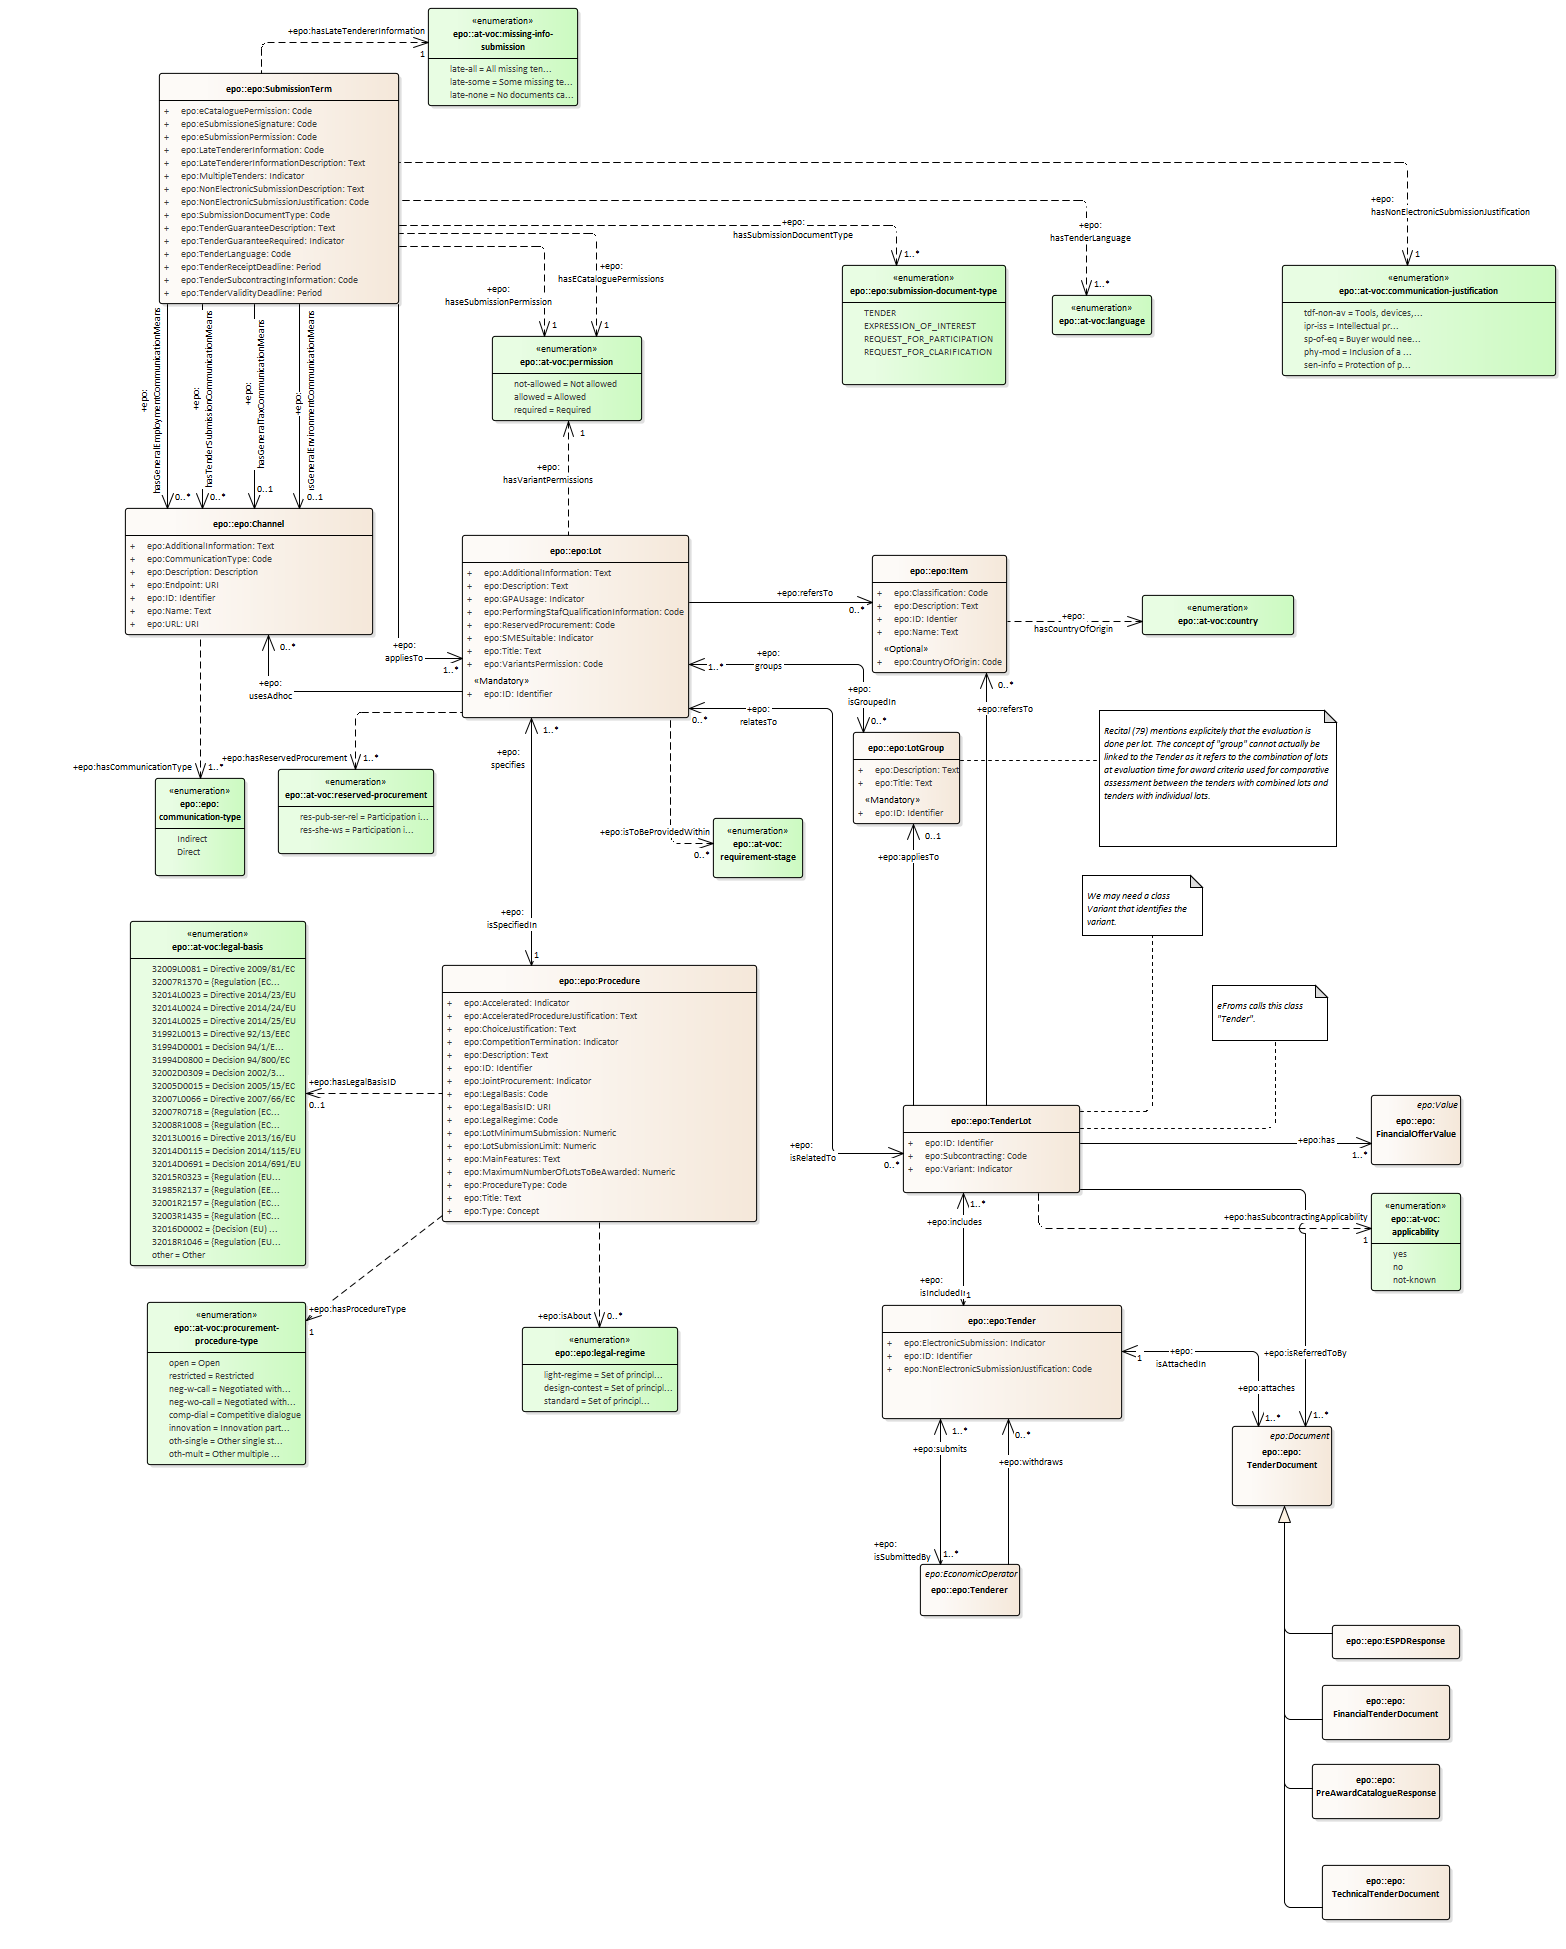 «enumeration»
epo::at-voc:missing-info-
submission
late-all = All missing ten...
late-some = Some missing te...
late-none = No documents ca...
+epo:hasLateTendererInformation
1
epo::epo:SubmissionTerm
+ epo:eCataloguePermission: Code
+ epo:eSubmissioneSignature: Code
+ epo:eSubmissionPermission: Code
+ epo:LateTendererInformation: Code
+ epo:LateTendererInformationDescription: Text
+ epo:MultipleTenders: Indicator
+ epo:NonElectronicSubmissionDescription: Text
+ epo:NonElectronicSubmissionJustification: Code
+ epo:SubmissionDocumentType: Code
+ epo:TenderGuaranteeDescription: Text
+ epo:TenderGuaranteeRequired: Indicator
+ epo:TenderLanguage: Code
+ epo:TenderReceiptDeadline: Period
+ epo:TenderSubcontractingInformation: Code
+ epo:TenderValidityDeadline: Period
+epo:
hasNonElectronicSubmissionJustification
1
+epo:
hasTenderLanguage
1..*
+epo:
hasSubmissionDocumentType
1..*
+epo:
hasECataloguePermissions
1
+epo:
haseSubmissionPermission
1
«enumeration»
epo::epo:submission-document-type
TENDER
EXPRESSION_OF_INTEREST
REQUEST_FOR_PARTICIPATION
REQUEST_FOR_CLARIFICATION
«enumeration»
epo::at-voc:language
«enumeration»
epo::at-voc:communication-justification
tdf-non-av = Tools, devices,...
ipr-iss = Intellectual pr...
sp-of-eq = Buyer would nee...
phy-mod = Inclusion of a ...
sen-info = Protection of p...
«enumeration»
epo::at-voc:permission
not-allowed = Not allowed
allowed = Allowed
required = Required
1
+epo:
hasVariantPermissions
+epo:
hasGeneralEmploymentCommunicationMeans
0..*
+epo:
hasTenderSubmissionCommunicationMeans
0..*
+epo:
hasGeneralTaxCommunicationMeans
0..1
+epo:
isGeneralEnvironmentCommunicationMeans
0..1
epo::epo:Channel
+ epo:AdditionalInformation: Text
+ epo:CommunicationType: Code
+ epo:Description: Description
+ epo:Endpoint: URI
+ epo:ID: Identifier
+ epo:Name: Text
+ epo:URL: URI
epo::epo:Lot
+ epo:AdditionalInformation: Text
+ epo:Description: Text
+ epo:GPAUsage: Indicator
+ epo:PerformingStafQualificationInformation: Code
+ epo:ReservedProcurement: Code
+ epo:SMESuitable: Indicator
+ epo:Title: Text
+ epo:VariantsPermission: Code
«Mandatory»
+ epo:ID: Identifier
+epo:
appliesTo
1..*
0..*
+epo:
usesAdhoc
+epo:refersTo
0..*
epo::epo:Item
+ epo:Classification: Code
+ epo:Description: Text
+ epo:ID: Identier
+ epo:Name: Text
«Optional»
+ epo:CountryOfOrigin: Code
+epo:
hasCountryOfOrigin
«enumeration»
epo::at-voc:country
+epo:
groups
1..*
+epo:
isGroupedIn
0..*
+epo:
relatesTo
0..*
0..*
+epo:refersTo
epo::epo:LotGroup
+ epo:Description: Text
+ epo:Title: Text
«Mandatory»
+ epo:ID: Identifier
Recital (79) mentions explicitely that the evaluation is
done per lot. The concept of "group" cannot actually be
linked to the Tender as it refers to the combination of lots
at evaluation time for award criteria used for comparative
assessment between the tenders with combined lots and
tenders with individual lots.
+epo:hasCommunicationType
1..*
«enumeration»
epo::epo:
communication-type
Indirect
Direct
+epo:hasReservedProcurement
1..*
«enumeration»
epo::at-voc:reserved-procurement
res-pub-ser-rel = Participation i...
res-she-ws = Participation i...
1..*
+epo:
specifies
+epo:isToBeProvidedWithin
0..*
«enumeration»
epo::at-voc:
requirement-stage
0..1
+epo:appliesTo
We may need a class
Variant that identifies the
variant.
+epo:
isSpecifiedIn
1
«enumeration»
epo::at-voc:legal-basis
32009L0081 = Directive 2009/81/EC
32007R1370 = {Regulation (EC...
32014L0023 = Directive 2014/23/EU
32014L0024 = Directive 2014/24/EU
32014L0025 = Directive 2014/25/EU
31992L0013 = Directive 92/13/EEC
31994D0001 = Decision 94/1/E...
31994D0800 = Decision 94/800/EC
32002D0309 = Decision 2002/3...
32005D0015 = Decision 2005/15/EC
32007L0066 = Directive 2007/66/EC
32007R0718 = {Regulation (EC...
32008R1008 = {Regulation (EC...
32013L0016 = Directive 2013/16/EU
32014D0115 = Decision 2014/115/EU
32014D0691 = Decision 2014/691/EU
32015R0323 = {Regulation (EU...
31985R2137 = {Regulation (EE...
32001R2157 = {Regulation (EC...
32003R1435 = {Regulation (EC...
32016D0002 = {Decision (EU) ...
32018R1046 = {Regulation (EU...
other = Other
+epo:hasLegalBasisID
0..1
epo::epo:Procedure
+ epo:Accelerated: Indicator
+ epo:AcceleratedProcedureJustification: Text
+ epo:ChoiceJustification: Text
+ epo:CompetitionTermination: Indicator
+ epo:Description: Text
+ epo:ID: Identifier
+ epo:JointProcurement: Indicator
+ epo:LegalBasis: Code
+ epo:LegalBasisID: URI
+ epo:LegalRegime: Code
+ epo:LotMinimumSubmission: Numeric
+ epo:LotSubmissionLimit: Numeric
+ epo:MainFeatures: Text
+ epo:MaximumNumberOfLotsToBeAwarded: Numeric
+ epo:ProcedureType: Code
+ epo:Title: Text
+ epo:Type: Concept
eFroms calls this class
"Tender".
epo::epo:TenderLot
+ epo:ID: Identifier
+ epo:Subcontracting: Code
+ epo:Variant: Indicator
+epo:
isRelatedTo
0..*
+epo:has
1..*
epo:Value
epo::epo:
FinancialOfferValue
+epo:hasSubcontractingApplicability
1
«enumeration»
epo::at-voc:
applicability
yes
no
not-known
1..*
+epo:includes
+epo:
isIncludedIn
1
+epo:hasProcedureType
1
«enumeration»
epo::at-voc:procurement-
procedure-type
open = Open
restricted = Restricted
neg-w-call = Negotiated with...
neg-wo-call = Negotiated with...
comp-dial = Competitive dialogue
innovation = Innovation part...
oth-single = Other single st...
oth-mult = Other multiple ...
+epo:isAbout
0..*
«enumeration»
epo::epo:legal-regime
light-regime = Set of principl...
design-contest = Set of principl...
standard = Set of principl...
epo::epo:Tender
+ epo:ElectronicSubmission: Indicator
+ epo:ID: Identifier
+ epo:NonElectronicSubmissionJustification: Code
1
+epo:
isAttachedIn
+epo:isReferredToBy
1..*
+epo:attaches
1..*
1..*
+epo:submits
0..*
+epo:withdraws
epo:Document
epo::epo:
TenderDocument
+epo:
isSubmittedBy
1..*
epo:EconomicOperator
epo::epo:Tenderer
epo::epo:ESPDResponse
epo::epo:
FinancialTenderDocument
epo::epo:
PreAwardCatalogueResponse
epo::epo:
TechnicalTenderDocument